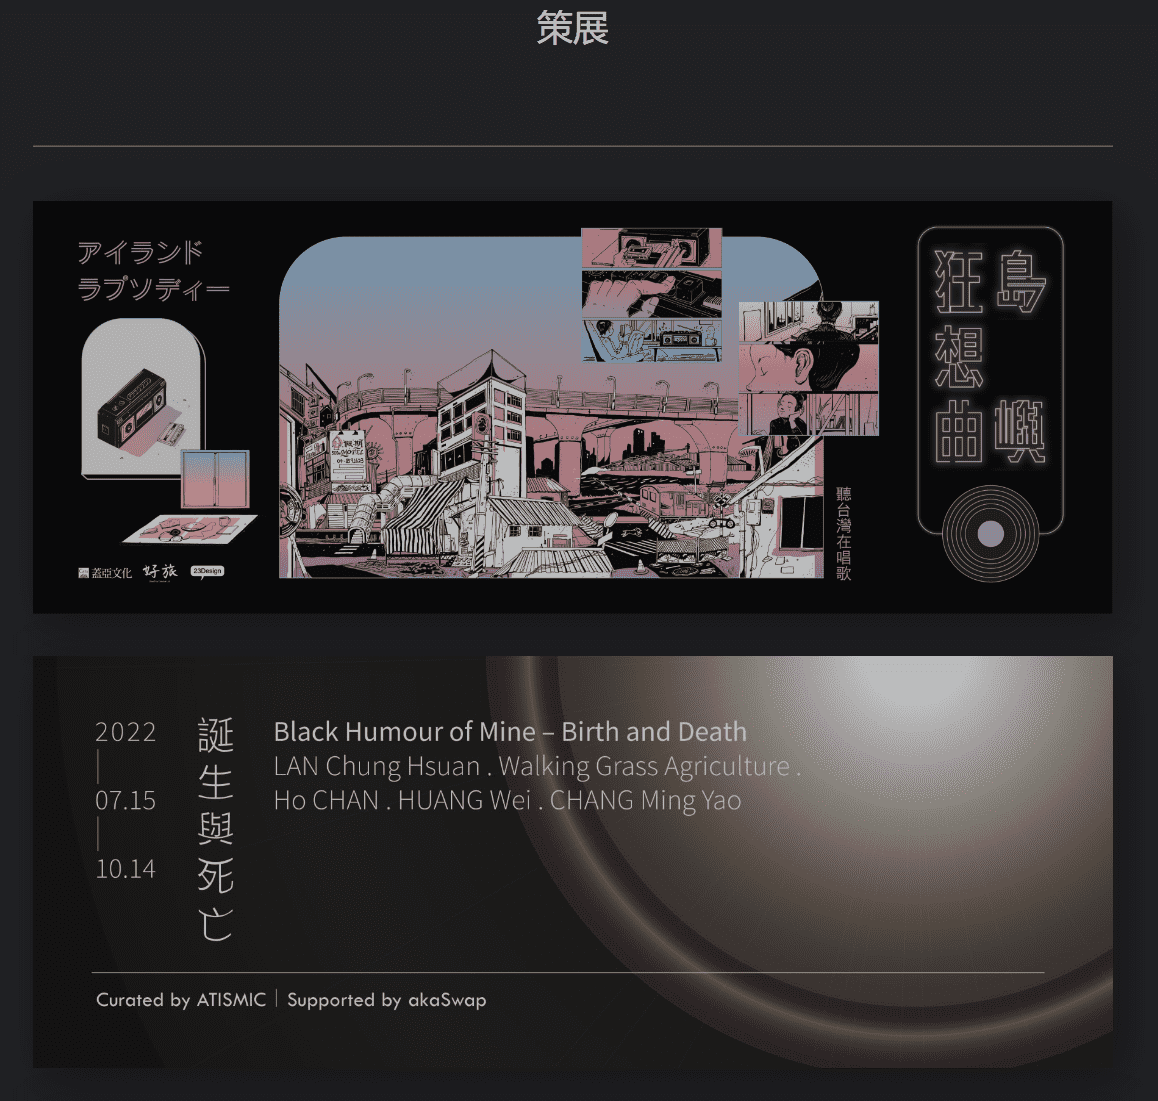 策展
アイランド
ラプソディー
島嶼
狂想曲
聽台灣在唱歌
蓋亞文化 好旅 23Design
2022
07.15
10.14
誕生與死亡
Black Humour of Mine – Birth and Death
LAN Chung Hsuan . Walking Grass Agriculture .
Ho CHAN . HUANG Wei . CHANG Ming Yao
Curated by ATISMIC | Supported by akaSwap